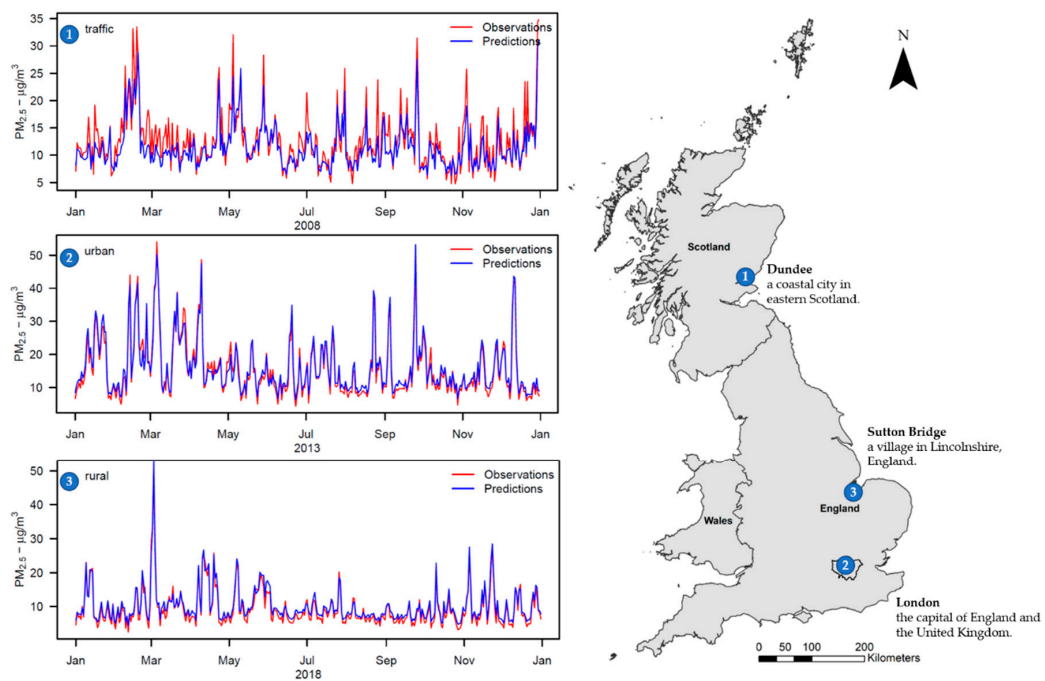 1 traffic
Observations
Predictions
PM2.5 − µg/m3
35
30
25
20
15
10
5
Jan Mar May Jul Sep Nov Jan
2008
2 urban
Observations
Predictions
PM2.5 − µg/m3
50
40
30
20
10
Jan Mar May Jul Sep Nov Jan
2013
3 rural
Observations
Predictions
PM2.5 − µg/m3
50
40
30
20
10
Jan Mar May Jul Sep Nov Jan
2018
N
Scotland
1
Dundee
a coastal city in
eastern Scotland.
Sutton Bridge
a village in Lincolnshire,
England.
3
England
Wales
2
London
the capital of England and
the United Kingdom.
0 50 100 200
Kilometers